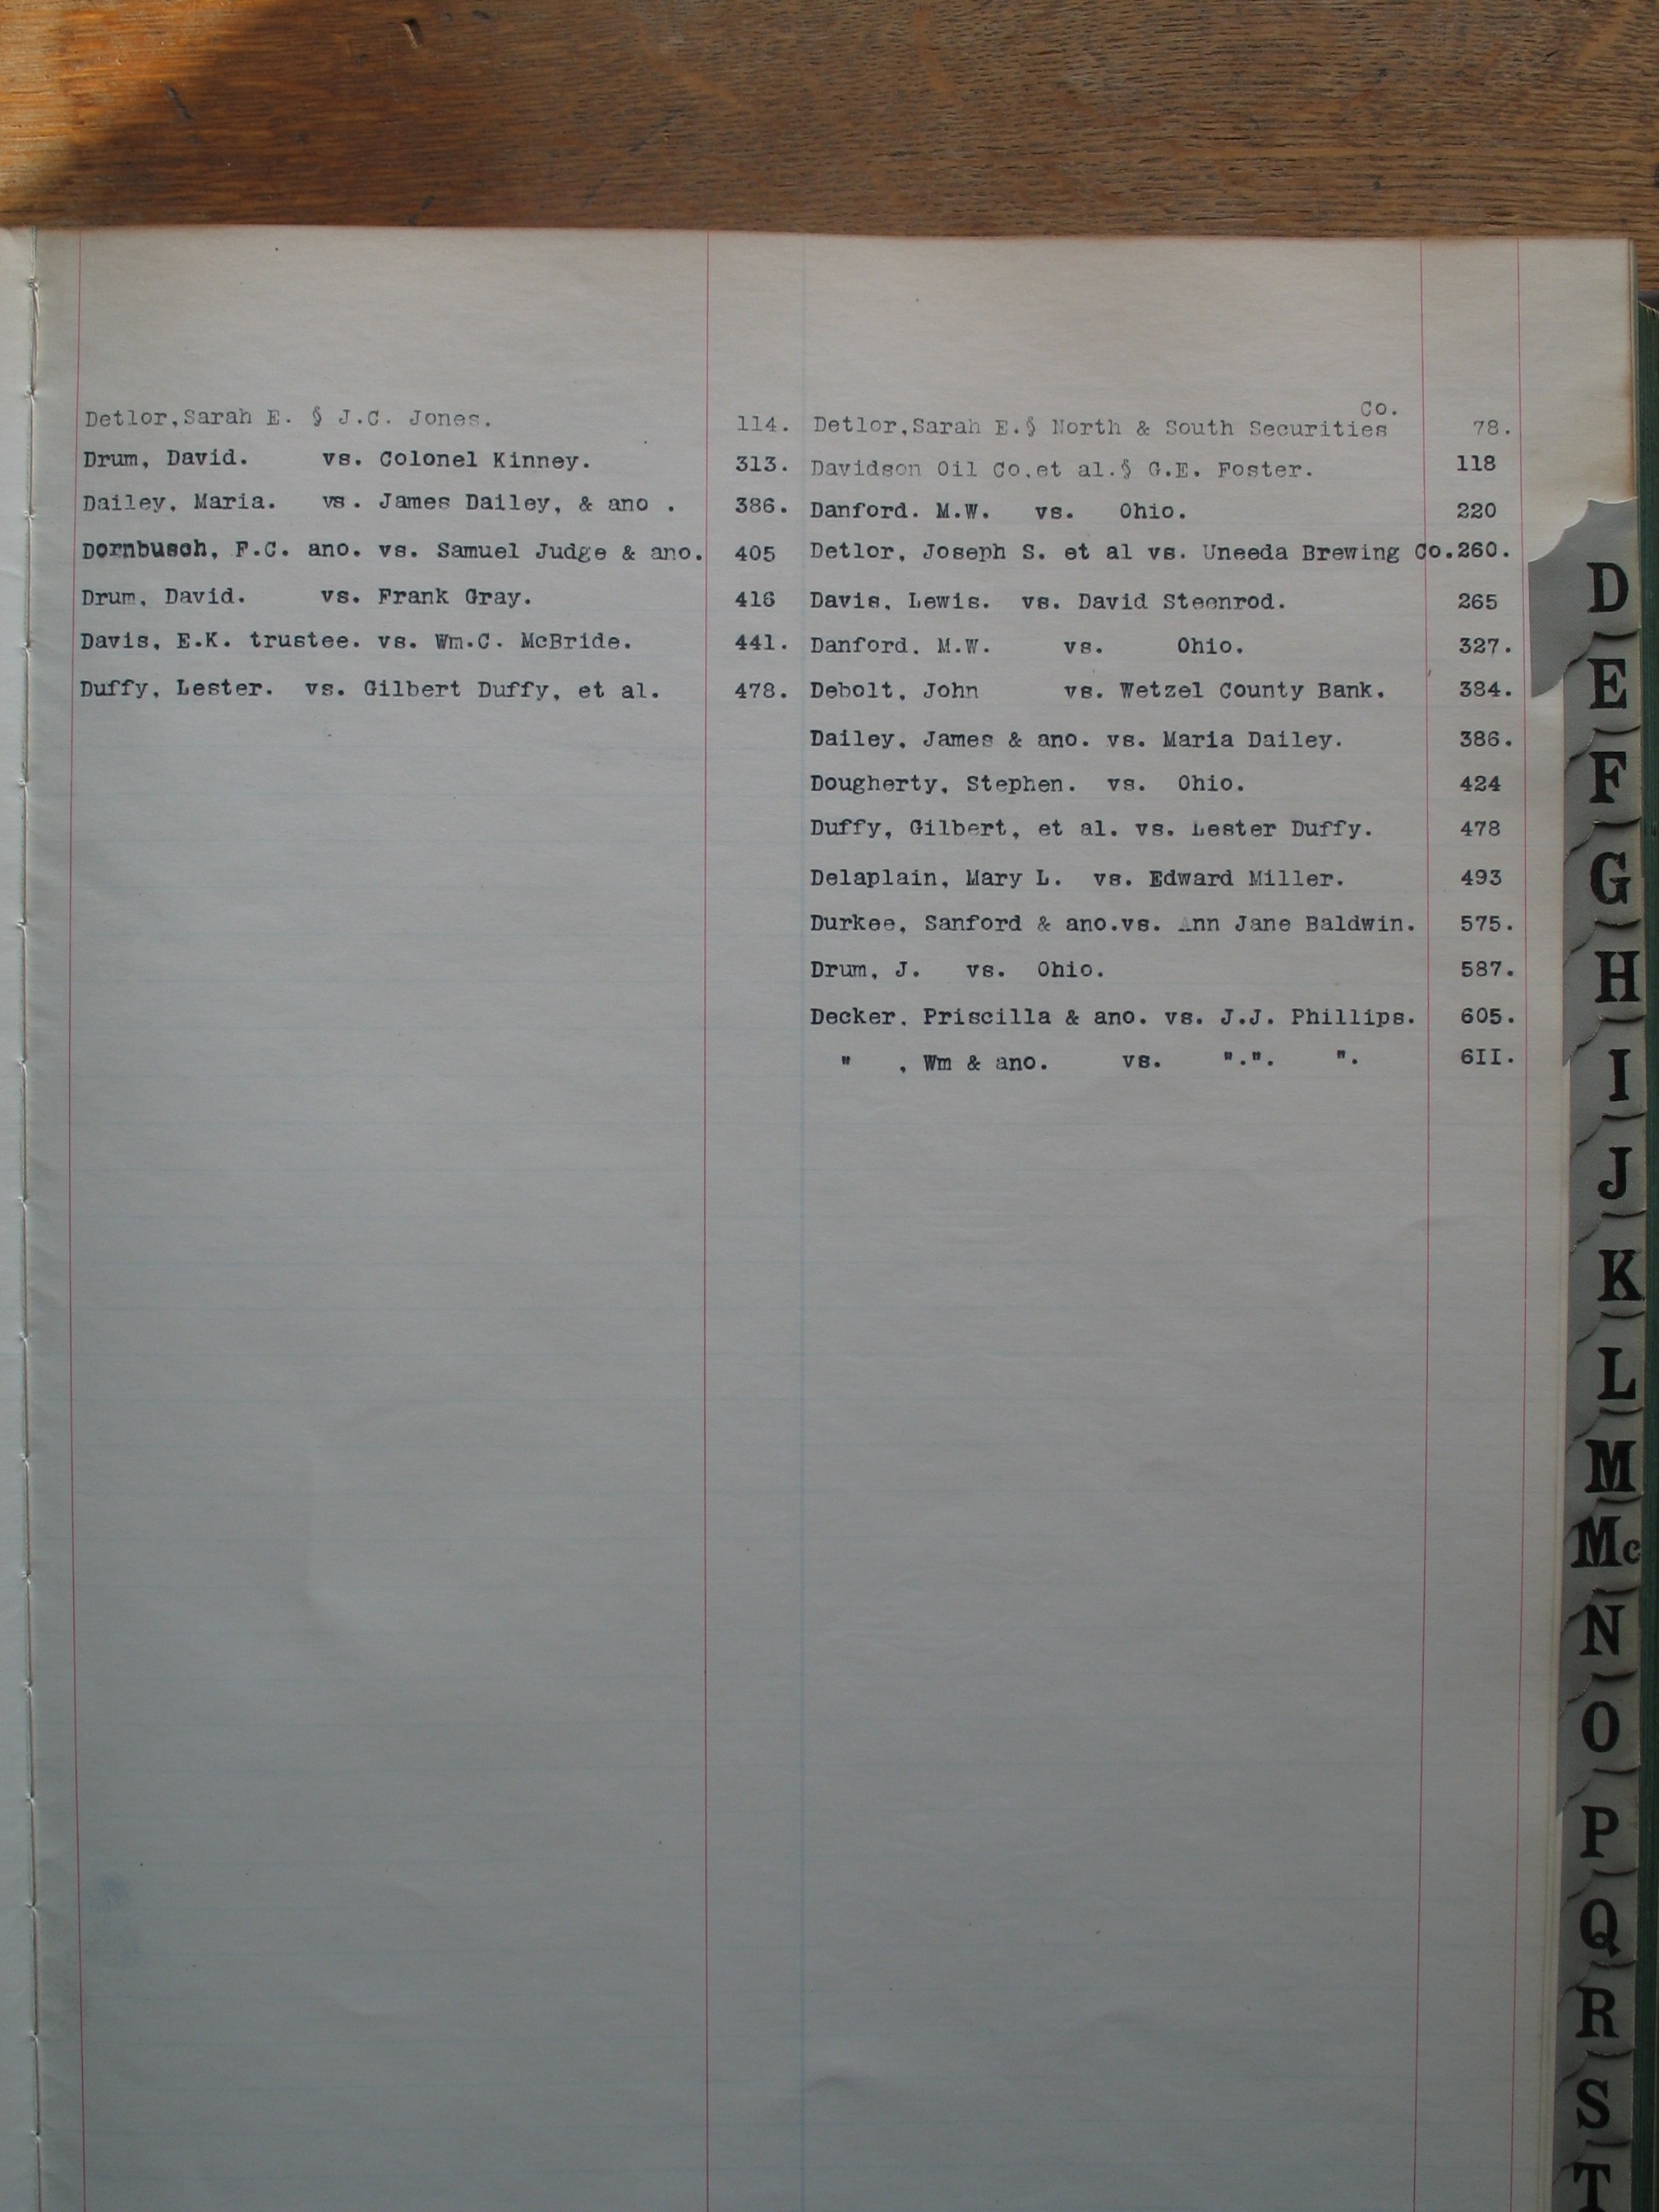 Detlor,Sarah E. § J.C. Jones. 114.
Drum, David. vs. Colonel Kinney. 313.
Dailey, Maria. vs. James Dailey, & ano . 386.
Dornbusch, F.C. ano. vs. Samuel Judge & ano. 405
Drum, David. vs. Frank Gray. 416
Davis, E.K. trustee. vs. Wm.C. McBride. 441.
Duffy, Lester. vs. Gilbert Duffy, et al. 478.
Co.
Detlor,Sarah E.§ North & South Securities 78.
Davidson Oil Co,et al.§ G.E. Foster. 118
Danford. M.W. vs. Ohio. 220
Detlor, Joseph S. et al vs. Uneeda Brewing Co.260.
Davis, Lewis. vs. David Steenrod. 265
Danford. M.W. vs. Ohio. 327.
Debolt, John vs. Wetzel County Bank. 384.
Dailey, James & ano. vs. Maria Dailey. 386.
Dougherty, Stephen. vs. Ohio. 424
Duffy, Gilbert, et al. vs. Lester Duffy. 478
Delaplain, Mary L. vs. Edward Miller. 493
Durkee, Sanford & ano.vs. Ann Jane Baldwin. 575.
Drum, J. vs. Ohio. 587.
Decker, Priscilla & ano. vs. J.J. Phillips. 605.
" , Wm & ano. vs. ".". ". 6II.
D
E
F
G
H
I
J
K
L
M
Mc
N
O
P
Q
R
S
T